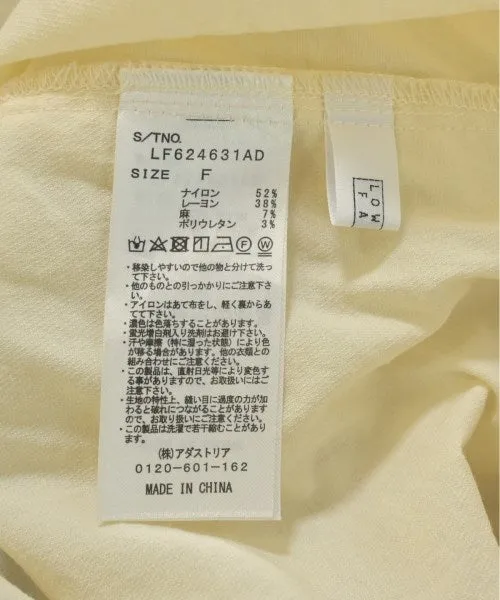 S/TNO.
LF624631AD
SIZE F
ナイロン 52%
レーヨン 38%
麻 7%
ポリウレタン 3%
・移染しやすいので他の物と分けて洗っ
て下さい。
・他のものとの引っかかりにご注意下さ
い。
・アイロンはあて布をし、軽く裏からあ
てて下さい。
・濃色は色落ちすることがあります。
・蛍光増白剤入り洗剤はお避け下さい。
・汗や摩擦（特に湿った状態）により色
が移る場合があります。他の衣類との
組み合わせにご注意ください。
・この製品は、直射日光等により変色す
る事がありますので、お取扱いにはご
注意ください。
・生地の特性上、縫い目に過度の力が加
わると破れにつながることがあります
ので、お取り扱いにご注意ください。
・この製品は洗濯で若干縮むことがあり
ます。
(株)アダストリア
0120-601-162
MADE IN CHINA
LOW
FA